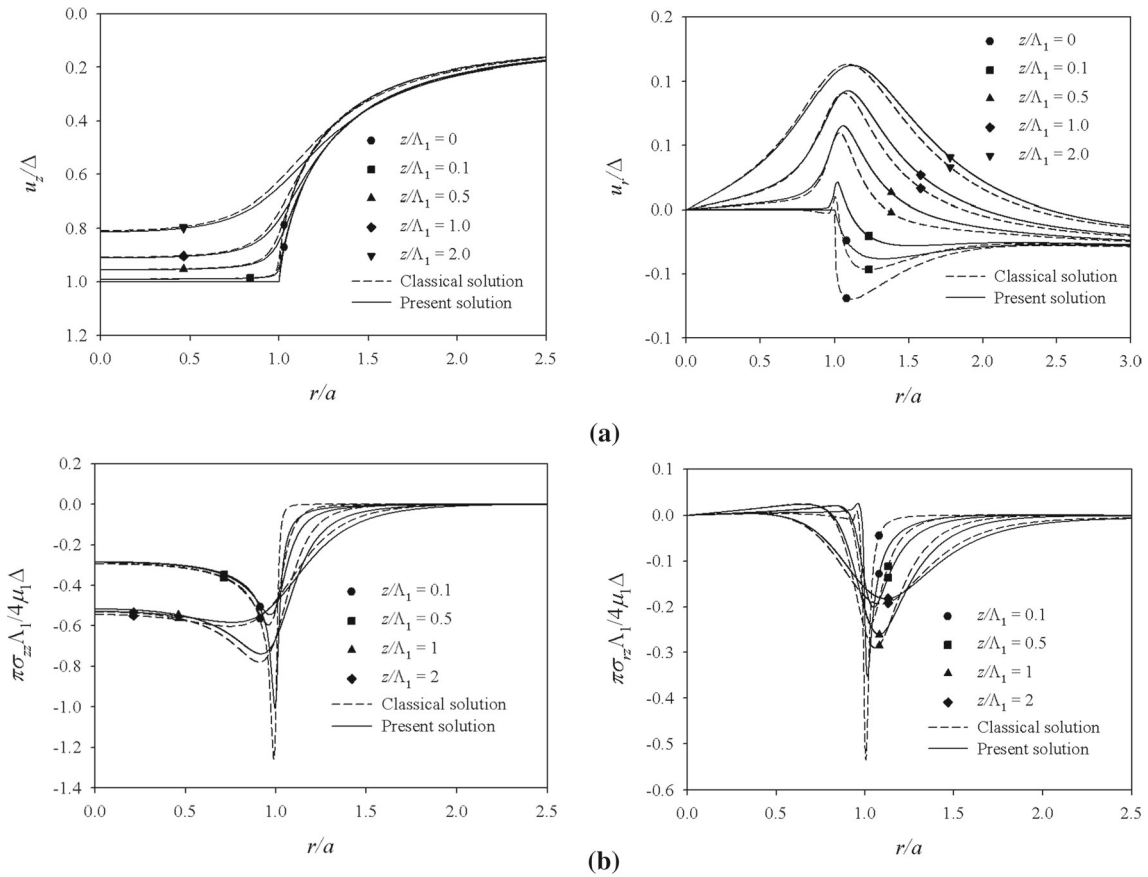 0.0
0.2
0.4
0.6
0.8
1.0
1.2
u_z/Δ
z/Λ₁ = 0
z/Λ₁ = 0.1
z/Λ₁ = 0.5
z/Λ₁ = 1.0
z/Λ₁ = 2.0
Classical solution
Present solution
0.0 0.5 1.0 1.5 2.0 2.5
r/a
0.2
0.1
0.1
0.0
-0.1
-0.1
u_r/Δ
z/Λ₁ = 0
z/Λ₁ = 0.1
z/Λ₁ = 0.5
z/Λ₁ = 1.0
z/Λ₁ = 2.0
Classical solution
Present solution
0.0 0.5 1.0 1.5 2.0 2.5 3.0
r/a
(a)
0.2
0.0
-0.2
-0.4
-0.6
-0.8
-1.0
-1.2
-1.4
πσ_zzΛ₁/4μ₁Δ
z/Λ₁ = 0.1
z/Λ₁ = 0.5
z/Λ₁ = 1
z/Λ₁ = 2
Classical solution
Present solution
0.0 0.5 1.0 1.5 2.0 2.5
r/a
0.1
0.0
-0.1
-0.2
-0.3
-0.4
-0.5
-0.6
πσ_rzΛ₁/4μ₁Δ
z/Λ₁ = 0.1
z/Λ₁ = 0.5
z/Λ₁ = 1
z/Λ₁ = 2
Classical solution
Present solution
0.0 0.5 1.0 1.5 2.0 2.5
r/a
(b)